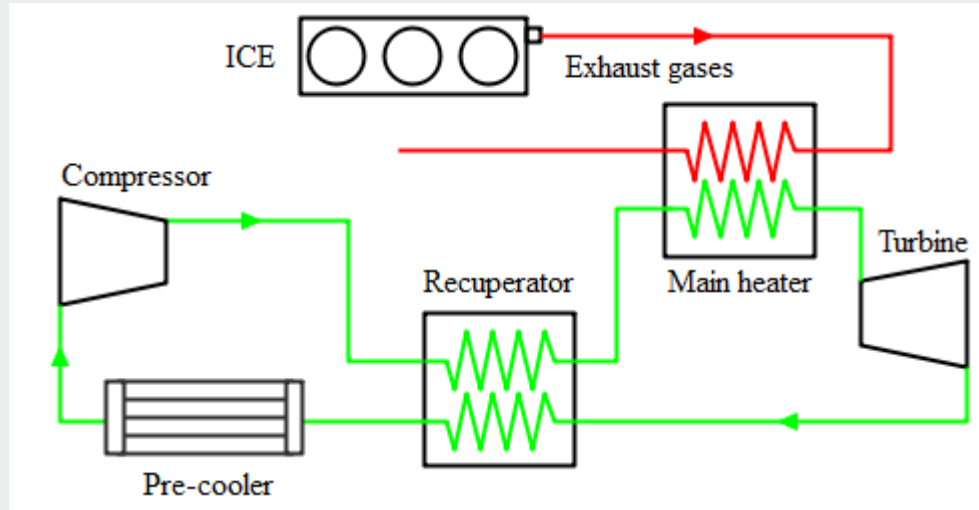 ICE
Exhaust gases
Compressor
Turbine
Recuperator
Main heater
Pre-cooler